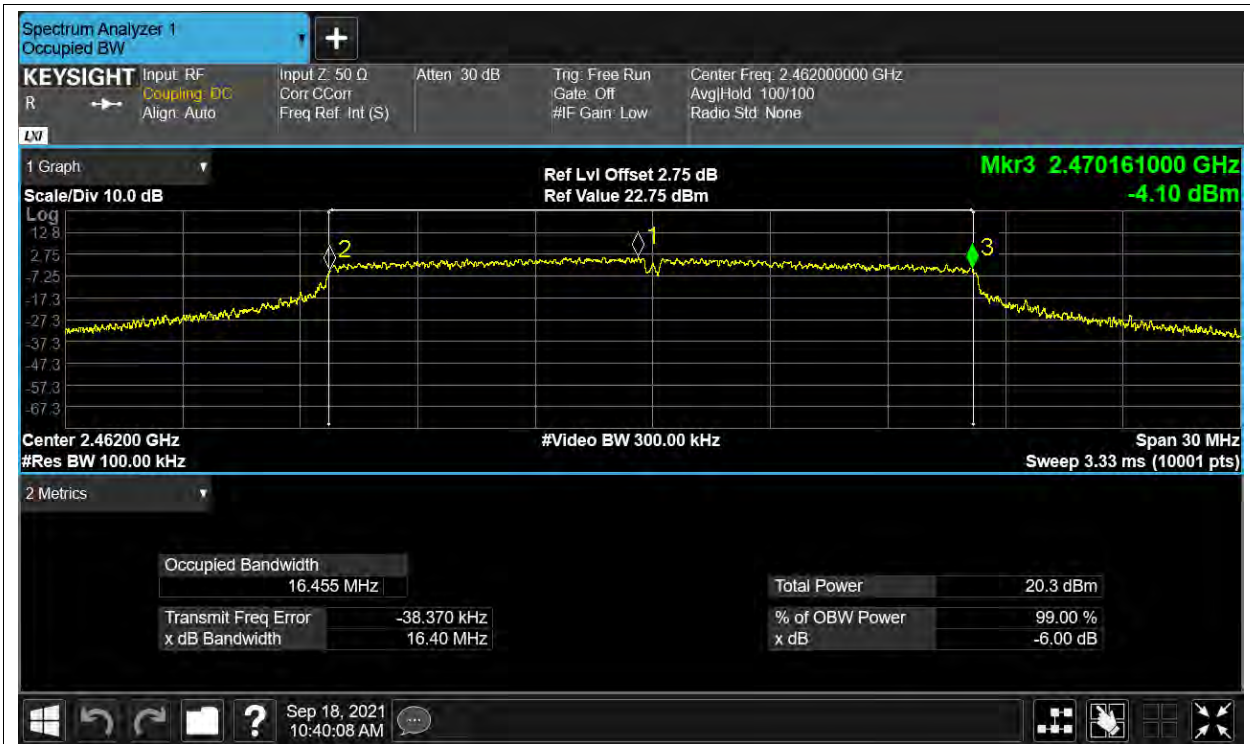 Spectrum Analyzer 1
Occupied BW
+
KEYSIGHT Input: RF Input Z: 50 Ω Atten: 30 dB Trig: Free Run Center Freq: 2.462000000 GHz
R Coupling: DC Corr CCorr Gate: Off Avg|Hold: 100/100
Align: Auto Freq Ref: Int (S) #IF Gain: Low Radio Std: None
LXI
1 Graph
Ref Lvl Offset 2.75 dB
Mkr3 2.470161000 GHz
Scale/Div 10.0 dB Ref Value 22.75 dBm -4.10 dBm
Log
12.8
2.75
-7.25
-17.3
-27.3
-37.3
-47.3
-57.3
-67.3
2
1
3
Center 2.46200 GHz #Video BW 300.00 kHz Span 30 MHz
#Res BW 100.00 kHz Sweep 3.33 ms (10001 pts)
2 Metrics
Occupied Bandwidth
16.455 MHz Total Power 20.3 dBm
Transmit Freq Error -38.370 kHz % of OBW Power 99.00 %
x dB Bandwidth 16.40 MHz x dB -6.00 dB
? Sep 18, 2021
10:40:08 AM